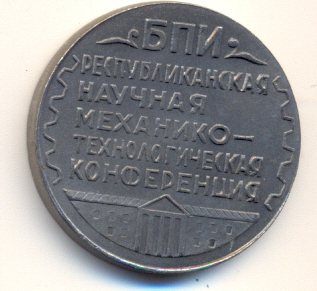 БПИ
РЕСПУБЛИКАНСКАЯ
НАУЧНАЯ
МЕХАНИКО-
ТЕХНОЛОГИЧЕСКАЯ
КОНФЕРЕНЦИЯ